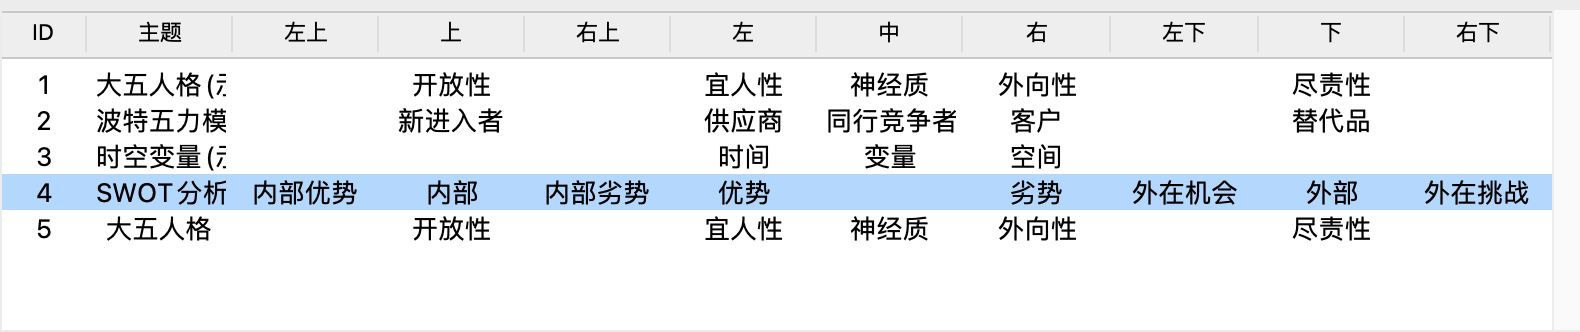 ID 主题 左上 上 右上 左 中 右 左下 下 右下
1 大五人格 ( 开放性 宜人性 神经质 外向性 尽责性
2 波特五力模 新进入者 供应商 同行竞争者 客户 替代品
3 时空变量 ( 时间 变量 空间
4 SWOT分析 内部优势 内部 内部劣势 优势 劣势 外在机会 外部 外在挑战
5 大五人格 开放性 宜人性 神经质 外向性 尽责性